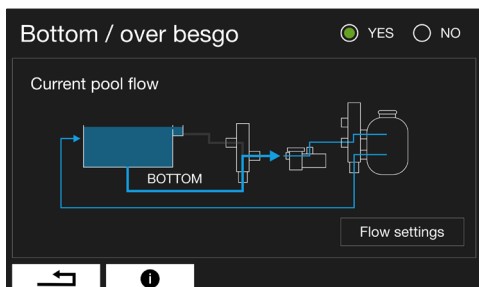 Bottom / over besgo
YES NO
Current pool flow
BOTTOM
Flow settings